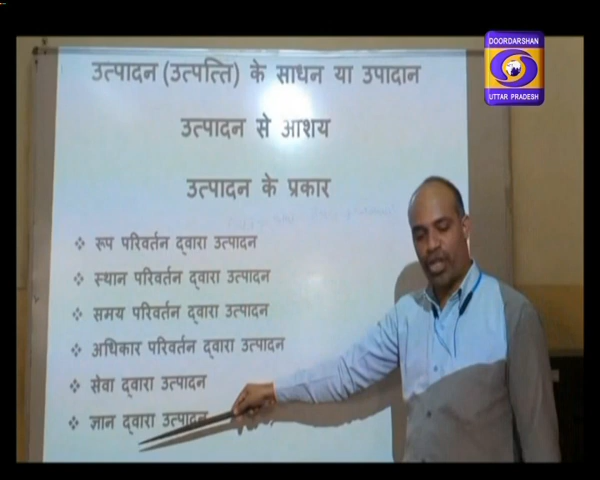 DOORDARSHAN
UTTAR PRADESH
उत्पादन (उत्पत्ति) के साधन या उपादान
उत्पादन से आशय
उत्पादन के प्रकार
❖ रूप परिवर्तन द्वारा उत्पादन
❖ स्थान परिवर्तन द्वारा उत्पादन
❖ समय परिवर्तन द्वारा उत्पादन
❖ अधिकार परिवर्तन द्वारा उत्पादन
❖ सेवा द्वारा उत्पादन
❖ ज्ञान द्वारा उत्पादन